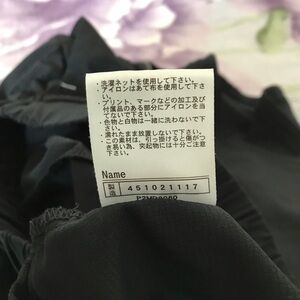 ・洗濯ネットを使用して下さい。
・アイロンはあて布を使用して下さい。
・プリント、マークなどの加工及び
付属品のある部分にアイロンを当
てないで下さい。
・色物と白物は一緒に洗わないで下
さい。
・濡れたまま放置しないで下さい。
・この素材は、引っ掛けると傷がつ
き易い為、突起物には十分ご注意
下さい。
Name
製造 451021117